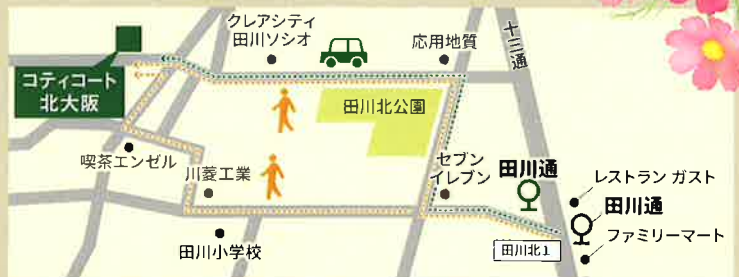 クレアシティ
田川ソシオ
応用地質
十三通
コティコート
北大阪
田川北公園
喫茶エンゼル
川菱工業
セブン
イレブン
田川通
レストラン ガスト
田川通
ファミリーマート
田川北1
田川小学校